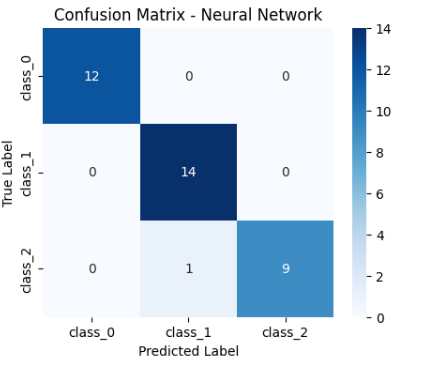 Confusion Matrix - Neural Network
14
class_0 12 0 0
12
10
class_1 0 14 0
8
6
4
class_2 0 1 9
2
0
class_0 class_1 class_2
True Label
Predicted Label